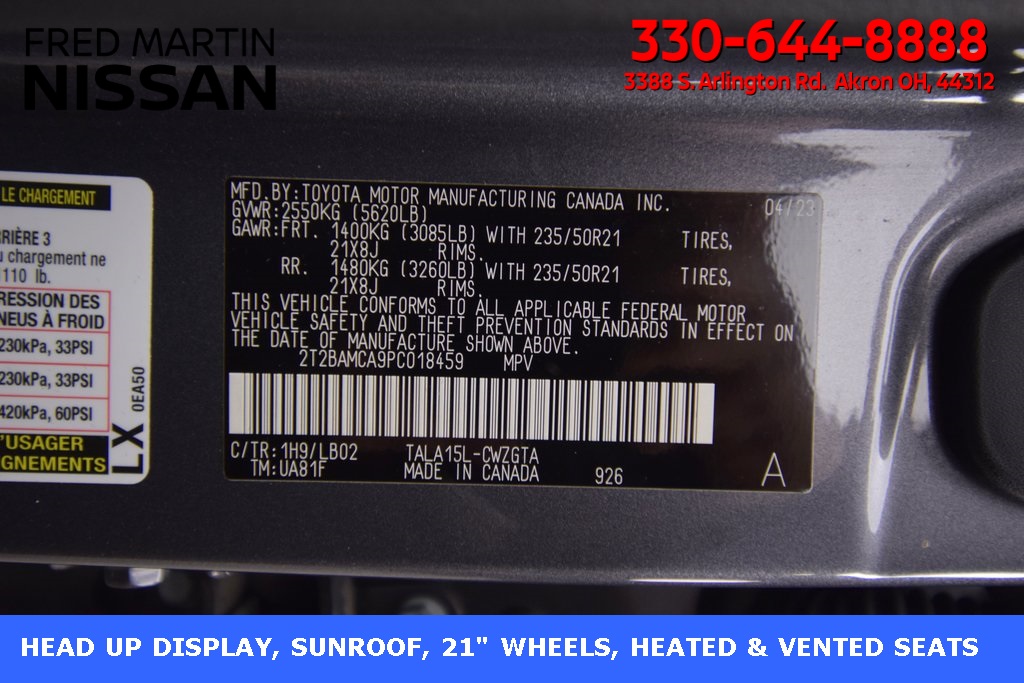 FRED MARTIN
NISSAN
330-644-8888
3388 S. Arlington Rd. Akron OH, 44312
LE CHARGEMENT
RIÈRE 3
u chargement ne
110 lb.
RESSION DES
NEUS À FROID
230kPa, 33PSI
230kPa, 33PSI
420kPa, 60PSI
'USAGER
GNEMENTS
LX
0EA50
MFD.BY:TOYOTA MOTOR MANUFACTURING CANADA INC. 04/23
GVWR:2550KG (5620LB)
GAWR:FRT. 1400KG (3085LB) WITH 235/50R21 TIRES,
21X8J RIMS.
RR. 1480KG (3260LB) WITH 235/50R21 TIRES,
21X8J RIMS.
THIS VEHICLE CONFORMS TO ALL APPLICABLE FEDERAL MOTOR
VEHICLE SAFETY AND THEFT PREVENTION STANDARDS IN EFFECT ON
THE DATE OF MANUFACTURE SHOWN ABOVE.
2T2BAMCA9PC018459 MPV
C/TR:1H9/LB02 TALA15L-CWZGTA
TM:UA81F MADE IN CANADA 926 A
HEAD UP DISPLAY, SUNROOF, 21" WHEELS, HEATED & VENTED SEATS